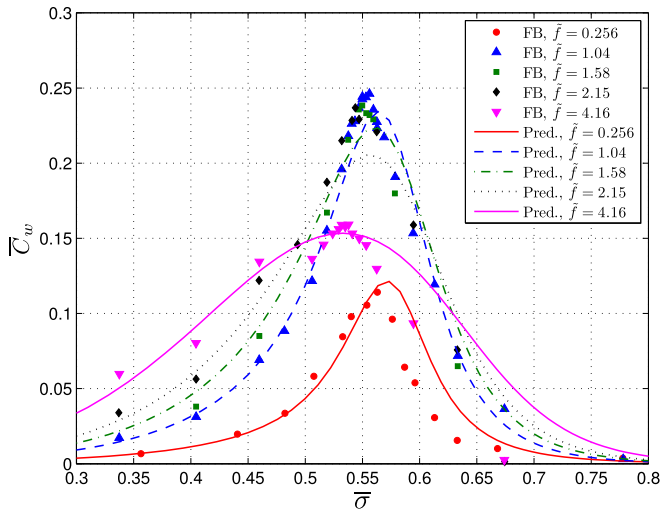 0.3
0.25
0.2
0.15
0.1
0.05
0
0.3 0.35 0.4 0.45 0.5 0.55 0.6 0.65 0.7 0.75 0.8
C̅_w
σ̅
FB, f̃ = 0.256
FB, f̃ = 1.04
FB, f̃ = 1.58
FB, f̃ = 2.15
FB, f̃ = 4.16
Pred., f̃ = 0.256
Pred., f̃ = 1.04
Pred., f̃ = 1.58
Pred., f̃ = 2.15
Pred., f̃ = 4.16